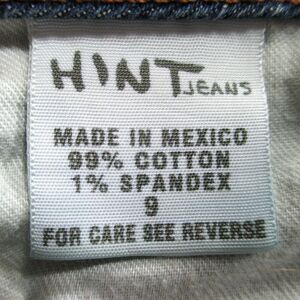 HINT JEANS
MADE IN MEXICO
99% COTTON
1% SPANDEX
9
FOR CARE SEE REVERSE